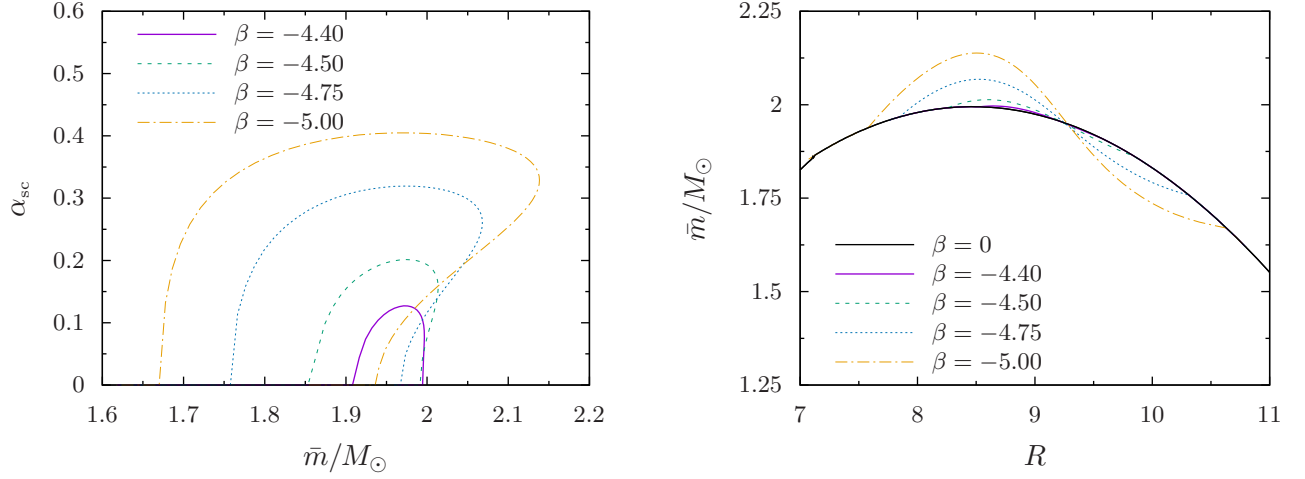 α_sc
0.6
0.5
0.4
0.3
0.2
0.1
0
β = −4.40
β = −4.50
β = −4.75
β = −5.00
1.6 1.7 1.8 1.9 2 2.1 2.2
m̄/M⊙
m̄/M⊙
2.25
2
1.75
1.5
1.25
β = 0
β = −4.40
β = −4.50
β = −4.75
β = −5.00
7 8 9 10 11
R